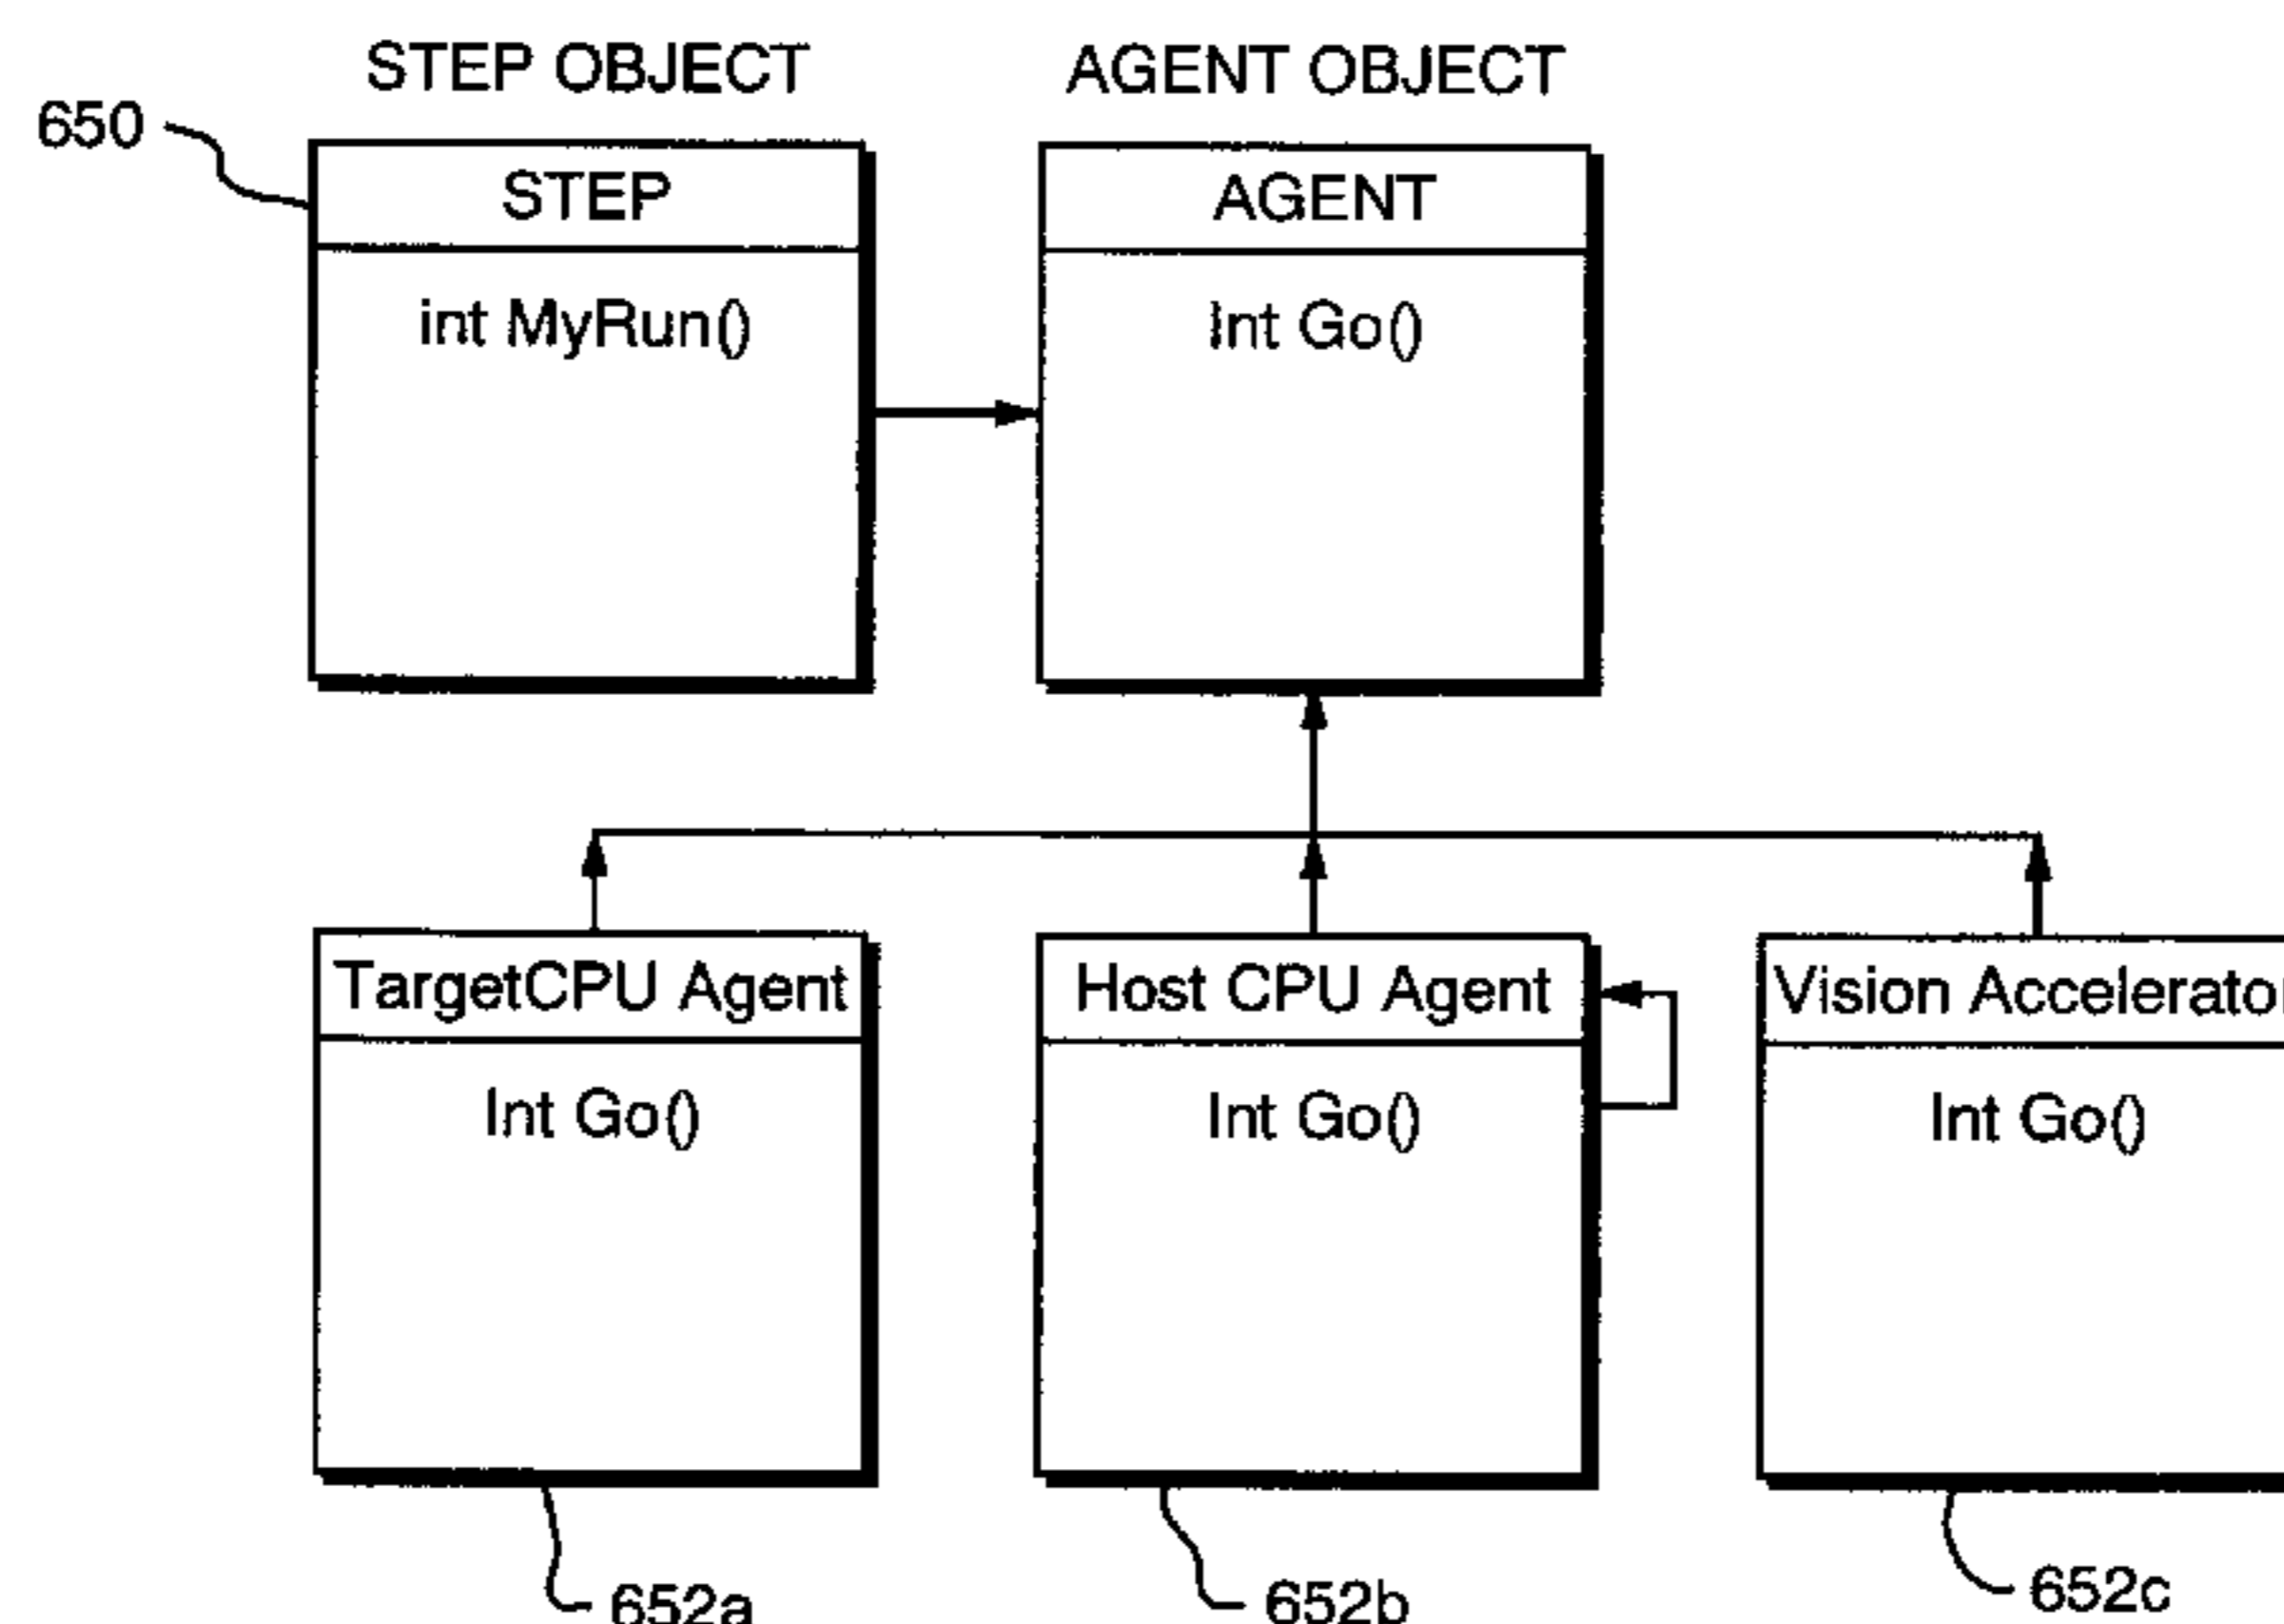 STEP OBJECT
AGENT OBJECT
650
STEP
AGENT
int MyRun()
Int Go()
TargetCPU Agent
Host CPU Agent
Vision Accelerator
Int Go()
Int Go()
Int Go()
652a
652b
652c